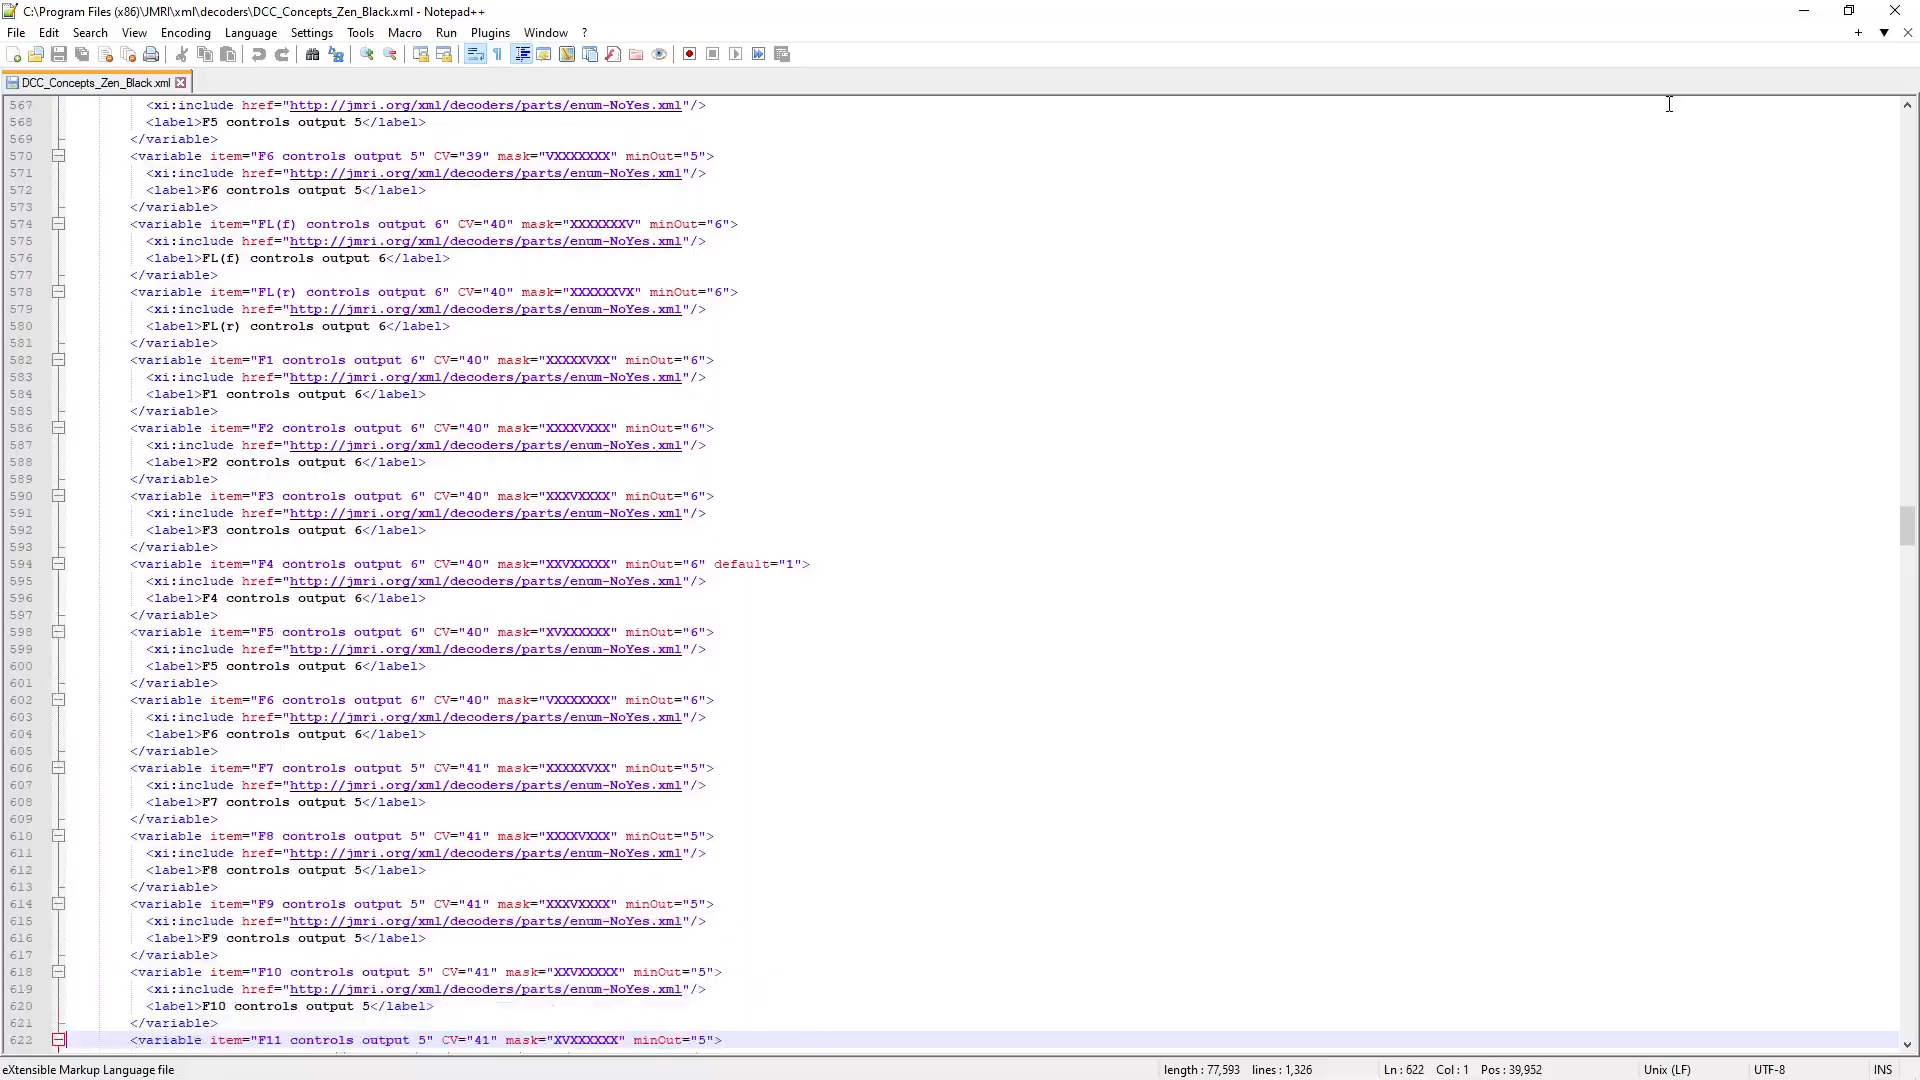 C:\Program Files (x86)\JMRI\xml\decoders\DCC_Concepts_Zen_Black.xml - Notepad++
File Edit Search View Encoding Language Settings Tools Macro Run Plugins Window ?
DCC_Concepts_Zen_Black.xml
567 <xi:include href="http://jmri.org/xml/decoders/parts/enum-NoYes.xml"/>
568 <label>F5 controls output 5</label>
569 </variable>
570 <variable item="F6 controls output 5" CV="39" mask="VXXXXXXX" minOut="5">
571 <xi:include href="http://jmri.org/xml/decoders/parts/enum-NoYes.xml"/>
572 <label>F6 controls output 5</label>
573 </variable>
574 <variable item="FL(f) controls output 6" CV="40" mask="XXXXXXXV" minOut="6">
575 <xi:include href="http://jmri.org/xml/decoders/parts/enum-NoYes.xml"/>
576 <label>FL(f) controls output 6</label>
577 </variable>
578 <variable item="FL(r) controls output 6" CV="40" mask="XXXXXXVX" minOut="6">
579 <xi:include href="http://jmri.org/xml/decoders/parts/enum-NoYes.xml"/>
580 <label>FL(r) controls output 6</label>
581 </variable>
582 <variable item="F1 controls output 6" CV="40" mask="XXXXXVXX" minOut="6">
583 <xi:include href="http://jmri.org/xml/decoders/parts/enum-NoYes.xml"/>
584 <label>F1 controls output 6</label>
585 </variable>
586 <variable item="F2 controls output 6" CV="40" mask="XXXXVXXX" minOut="6">
587 <xi:include href="http://jmri.org/xml/decoders/parts/enum-NoYes.xml"/>
588 <label>F2 controls output 6</label>
589 </variable>
590 <variable item="F3 controls output 6" CV="40" mask="XXXVXXXX" minOut="6">
591 <xi:include href="http://jmri.org/xml/decoders/parts/enum-NoYes.xml"/>
592 <label>F3 controls output 6</label>
593 </variable>
594 <variable item="F4 controls output 6" CV="40" mask="XXVXXXXX" minOut="6" default="1">
595 <xi:include href="http://jmri.org/xml/decoders/parts/enum-NoYes.xml"/>
596 <label>F4 controls output 6</label>
597 </variable>
598 <variable item="F5 controls output 6" CV="40" mask="XVXXXXXX" minOut="6">
599 <xi:include href="http://jmri.org/xml/decoders/parts/enum-NoYes.xml"/>
600 <label>F5 controls output 6</label>
601 </variable>
602 <variable item="F6 controls output 6" CV="40" mask="VXXXXXXX" minOut="6">
603 <xi:include href="http://jmri.org/xml/decoders/parts/enum-NoYes.xml"/>
604 <label>F6 controls output 6</label>
605 </variable>
606 <variable item="F7 controls output 5" CV="41" mask="XXXXXVXX" minOut="5">
607 <xi:include href="http://jmri.org/xml/decoders/parts/enum-NoYes.xml"/>
608 <label>F7 controls output 5</label>
609 </variable>
610 <variable item="F8 controls output 5" CV="41" mask="XXXXVXXX" minOut="5">
611 <xi:include href="http://jmri.org/xml/decoders/parts/enum-NoYes.xml"/>
612 <label>F8 controls output 5</label>
613 </variable>
614 <variable item="F9 controls output 5" CV="41" mask="XXXVXXXX" minOut="5">
615 <xi:include href="http://jmri.org/xml/decoders/parts/enum-NoYes.xml"/>
616 <label>F9 controls output 5</label>
617 </variable>
618 <variable item="F10 controls output 5" CV="41" mask="XXVXXXXX" minOut="5">
619 <xi:include href="http://jmri.org/xml/decoders/parts/enum-NoYes.xml"/>
620 <label>F10 controls output 5</label>
621 </variable>
622 <variable item="F11 controls output 5" CV="41" mask="XVXXXXXX" minOut="5">
eXtensible Markup Language file length : 77,593 lines : 1,326 Ln : 622 Col : 1 Pos : 39,952 Unix (LF) UTF-8 INS